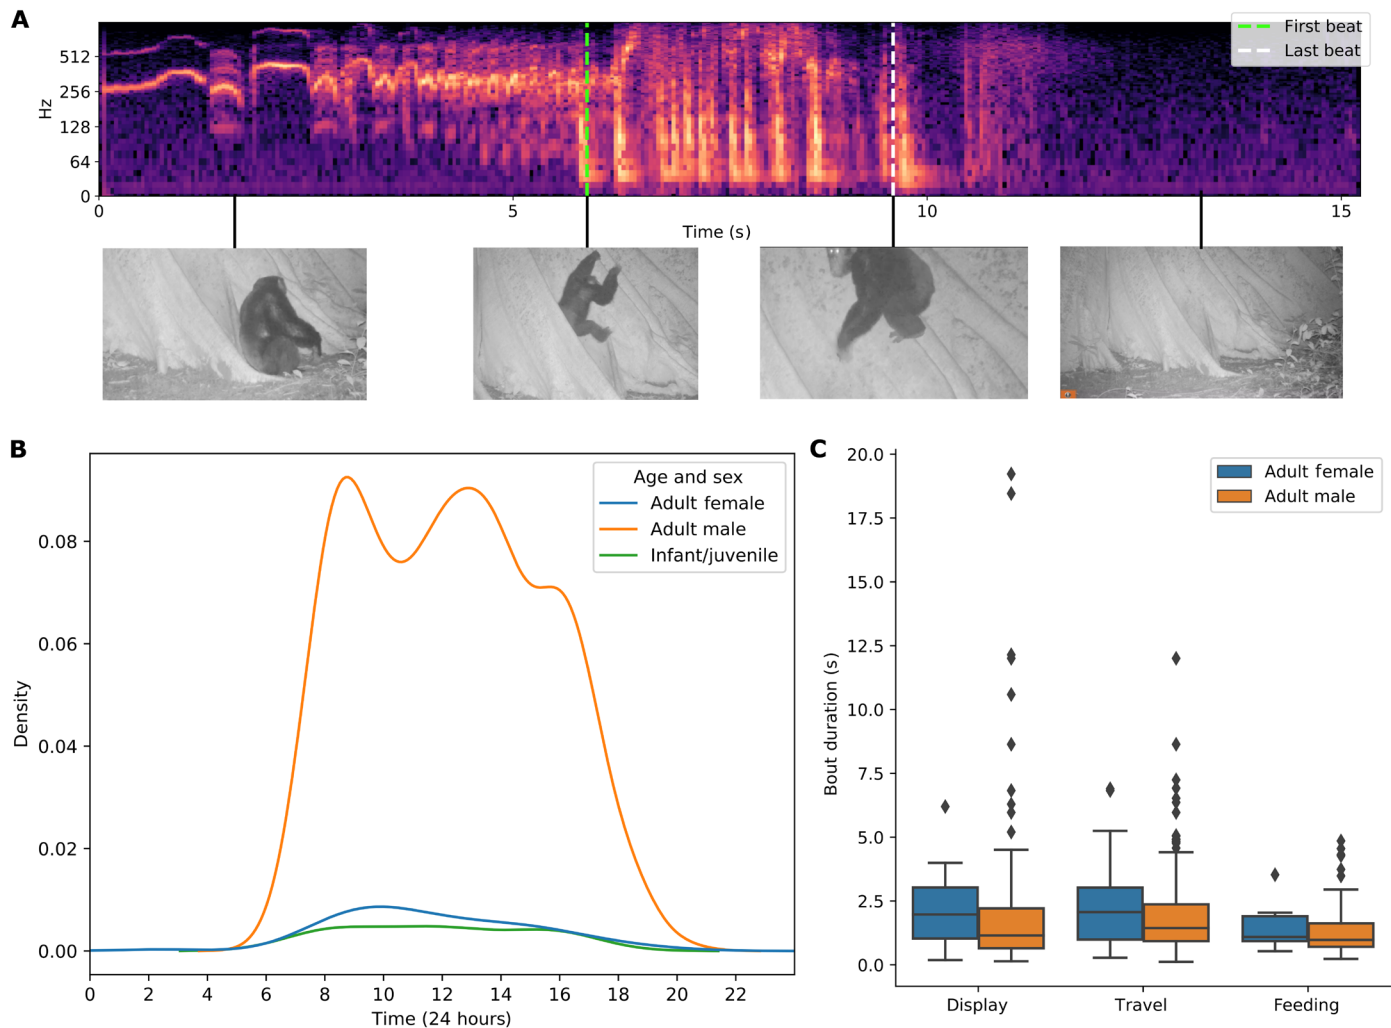 A
First beat
Last beat
512
256
128
64
0
Hz
0 5 10 15
Time (s)
B
Age and sex
Adult female
Adult male
Infant/juvenile
0.08
0.06
0.04
0.02
0.00
Density
0 2 4 6 8 10 12 14 16 18 20 22
Time (24 hours)
C
Adult female
Adult male
20.0
17.5
15.0
12.5
10.0
7.5
5.0
2.5
0.0
Bout duration (s)
Display Travel Feeding